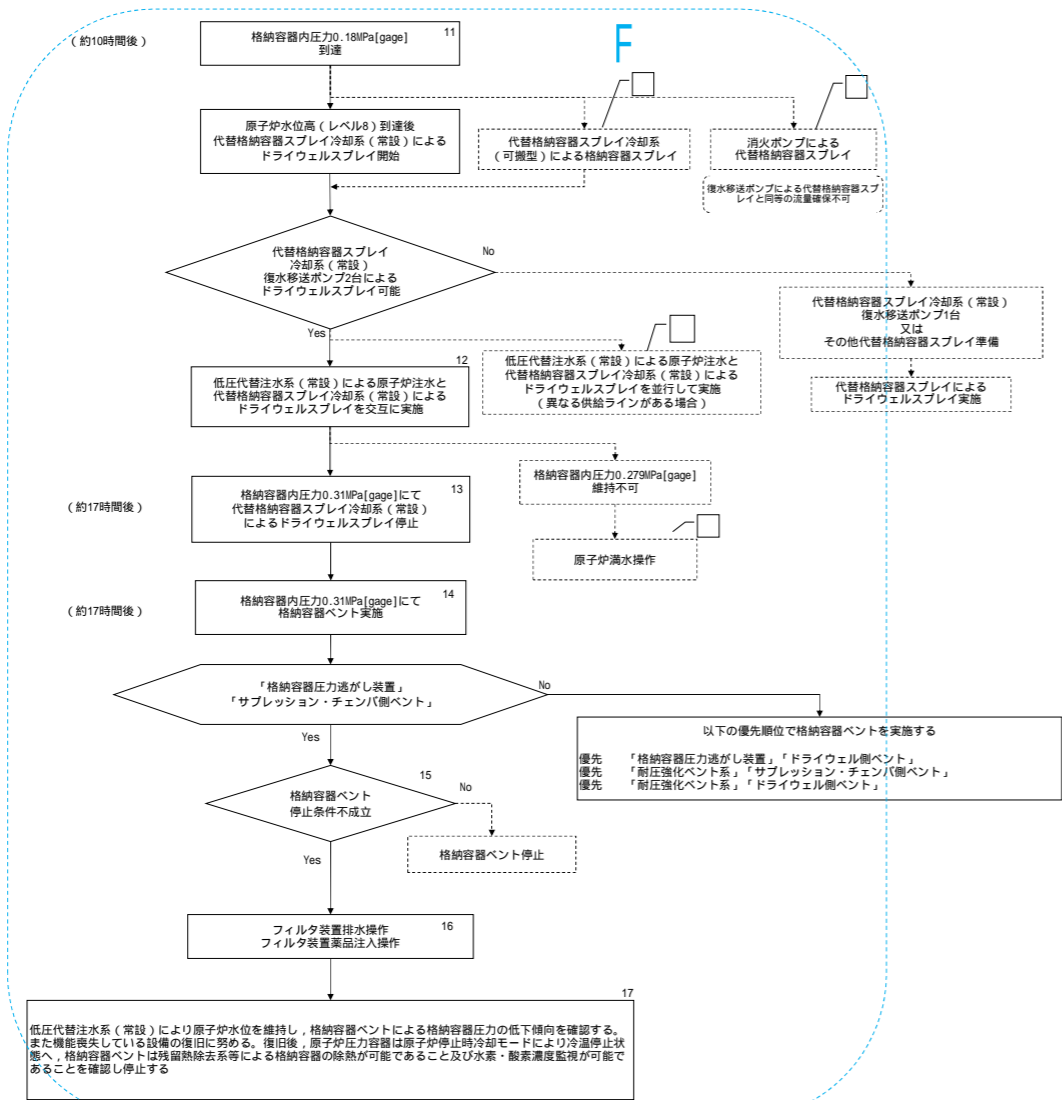 (約10時間後)
格納容器内圧力0.18MPa[gage]
到達
11
F
原子炉水位高(レベル8)到達後
代替格納容器スプレイ冷却系(常設)による
ドライウェルスプレイ開始
代替格納容器スプレイ冷却系
(可搬型)による格納容器スプレイ
消火ポンプによる
代替格納容器スプレイ
復水移送ポンプによる代替格納容器スプ
レイと同等の流量確保不可
代替格納容器スプレイ
冷却系(常設)
復水移送ポンプ2台による
ドライウェルスプレイ可能
No
Yes
代替格納容器スプレイ冷却系(常設)
復水移送ポンプ1台
又は
その他代替格納容器スプレイ準備
代替格納容器スプレイによる
ドライウェルスプレイ実施
12
低圧代替注水系(常設)による原子炉注水と
代替格納容器スプレイ冷却系(常設)による
ドライウェルスプレイを交互に実施
低圧代替注水系(常設)による原子炉注水と
代替格納容器スプレイ冷却系(常設)による
ドライウェルスプレイを並行して実施
(異なる供給ラインがある場合)
格納容器内圧力0.279MPa[gage]
維持不可
原子炉満水操作
(約17時間後)
格納容器内圧力0.31MPa[gage]にて
代替格納容器スプレイ冷却系(常設)
によるドライウェルスプレイ停止
13
(約17時間後)
格納容器内圧力0.31MPa[gage]にて
格納容器ベント実施
14
「格納容器圧力逃がし装置」
「サプレッション・チェンバ側ベント」
No
Yes
以下の優先順位で格納容器ベントを実施する
優先 「格納容器圧力逃がし装置」「ドライウェル側ベント」
優先 「耐圧強化ベント系」「サプレッション・チェンバ側ベント」
優先 「耐圧強化ベント系」「ドライウェル側ベント」
15
格納容器ベント
停止条件不成立
No
Yes
格納容器ベント停止
フィルタ装置排水操作
フィルタ装置薬品注入操作
16
17
低圧代替注水系(常設)により原子炉水位を維持し,格納容器ベントによる格納容器圧力の低下傾向を確認する。
また機能喪失している設備の復旧に努める。復旧後,原子炉圧力容器は原子炉停止時冷却モードにより冷温停止状
態へ,格納容器ベントは残留熱除去系等による格納容器の除熱が可能であること及び水素・酸素濃度監視が可能で
あることを確認し停止する